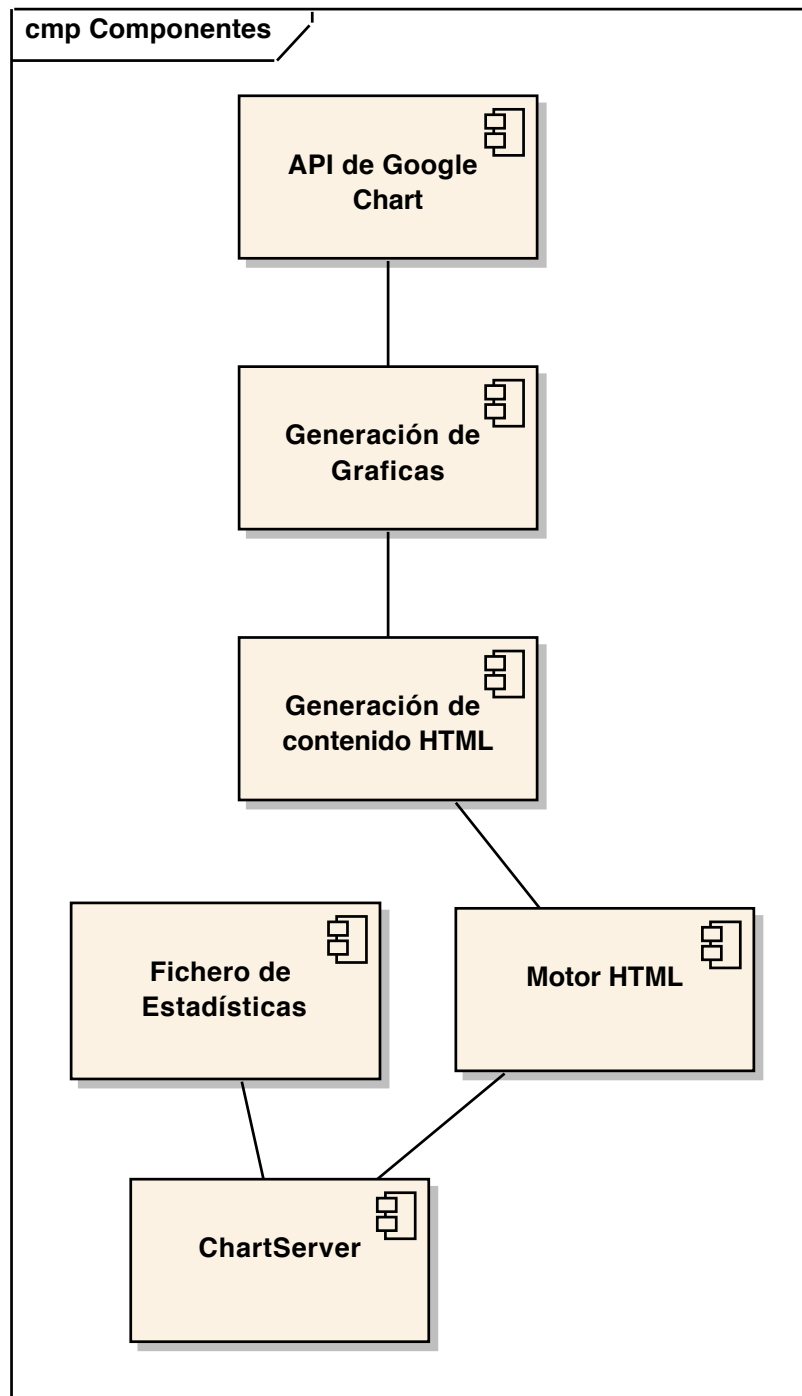 cmp Componentes
API de Google
Chart
Generación de
Graficas
Generación de
contenido HTML
Fichero de
Estadísticas
Motor HTML
ChartServer